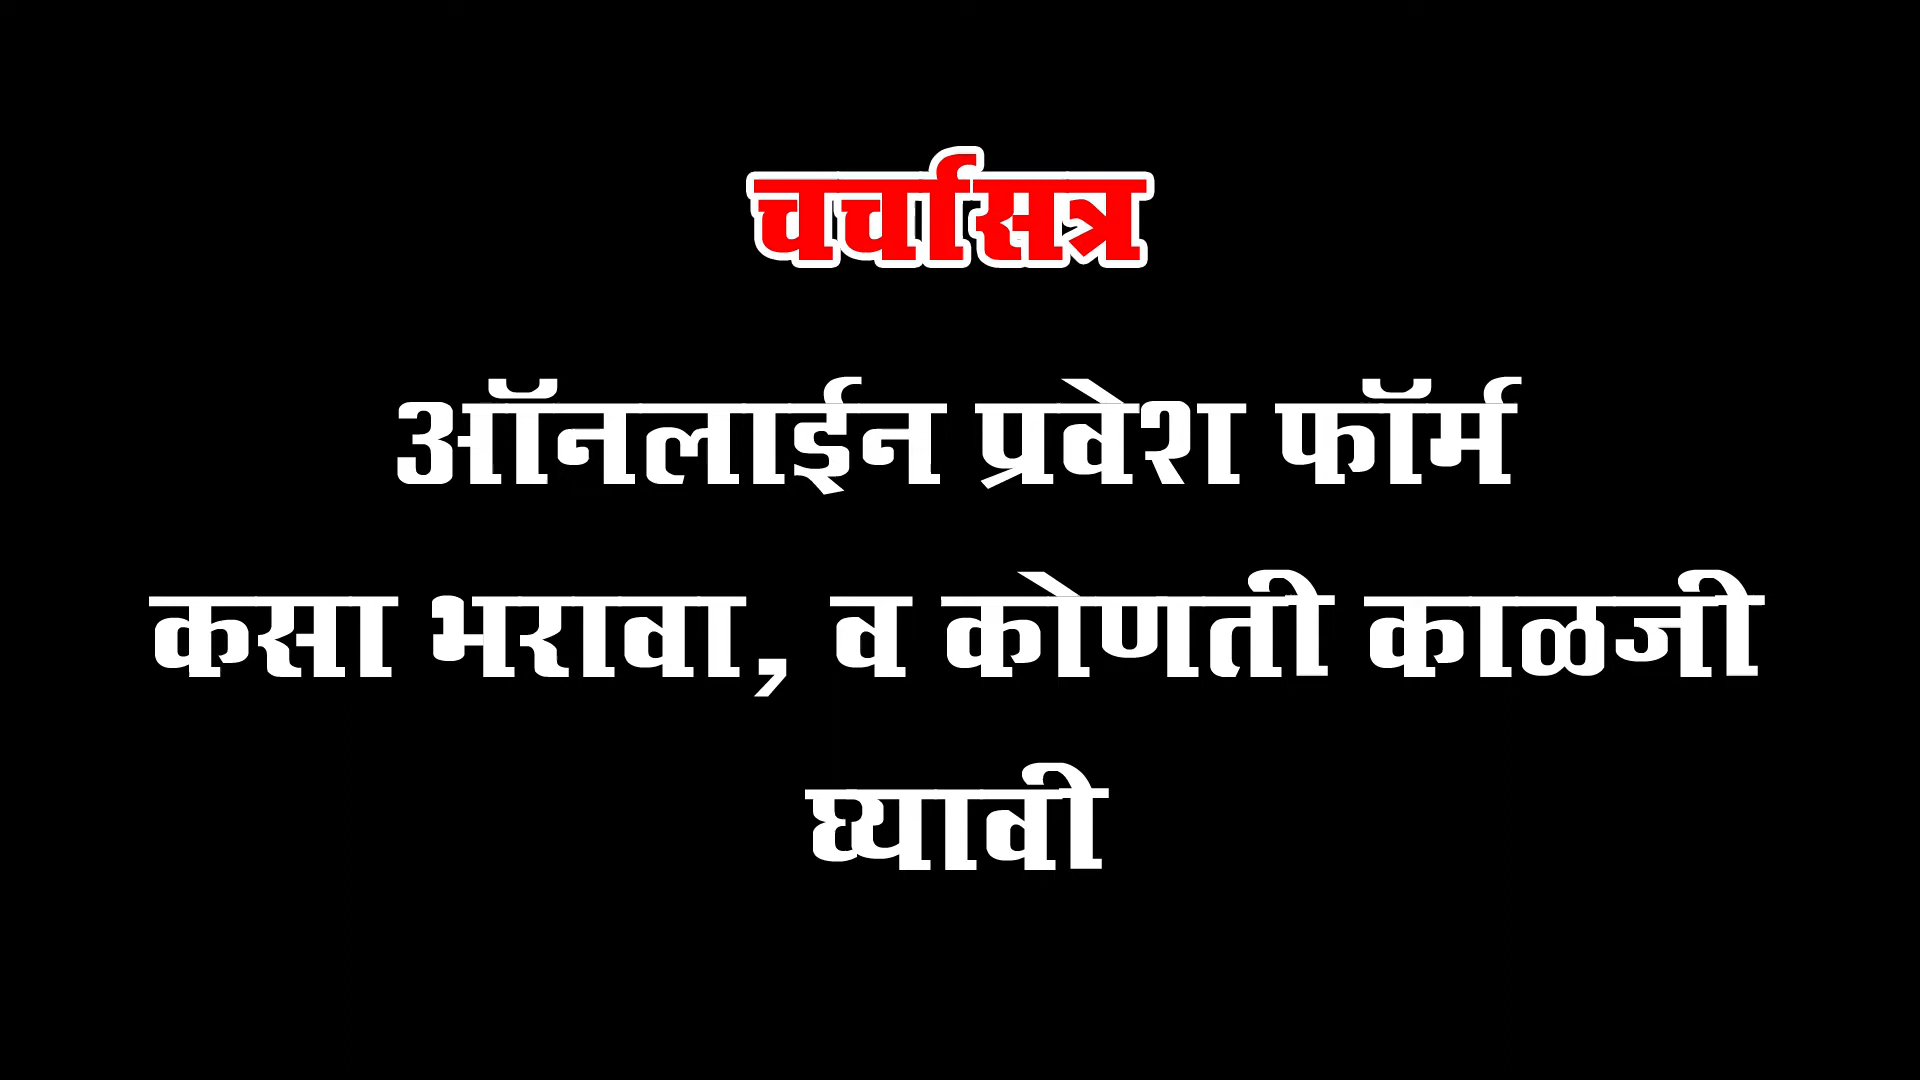 चर्चासत्र
ऑनलाईन प्रवेश फॉर्म
कसा भरावा, व कोणती काळजी
घ्यावी